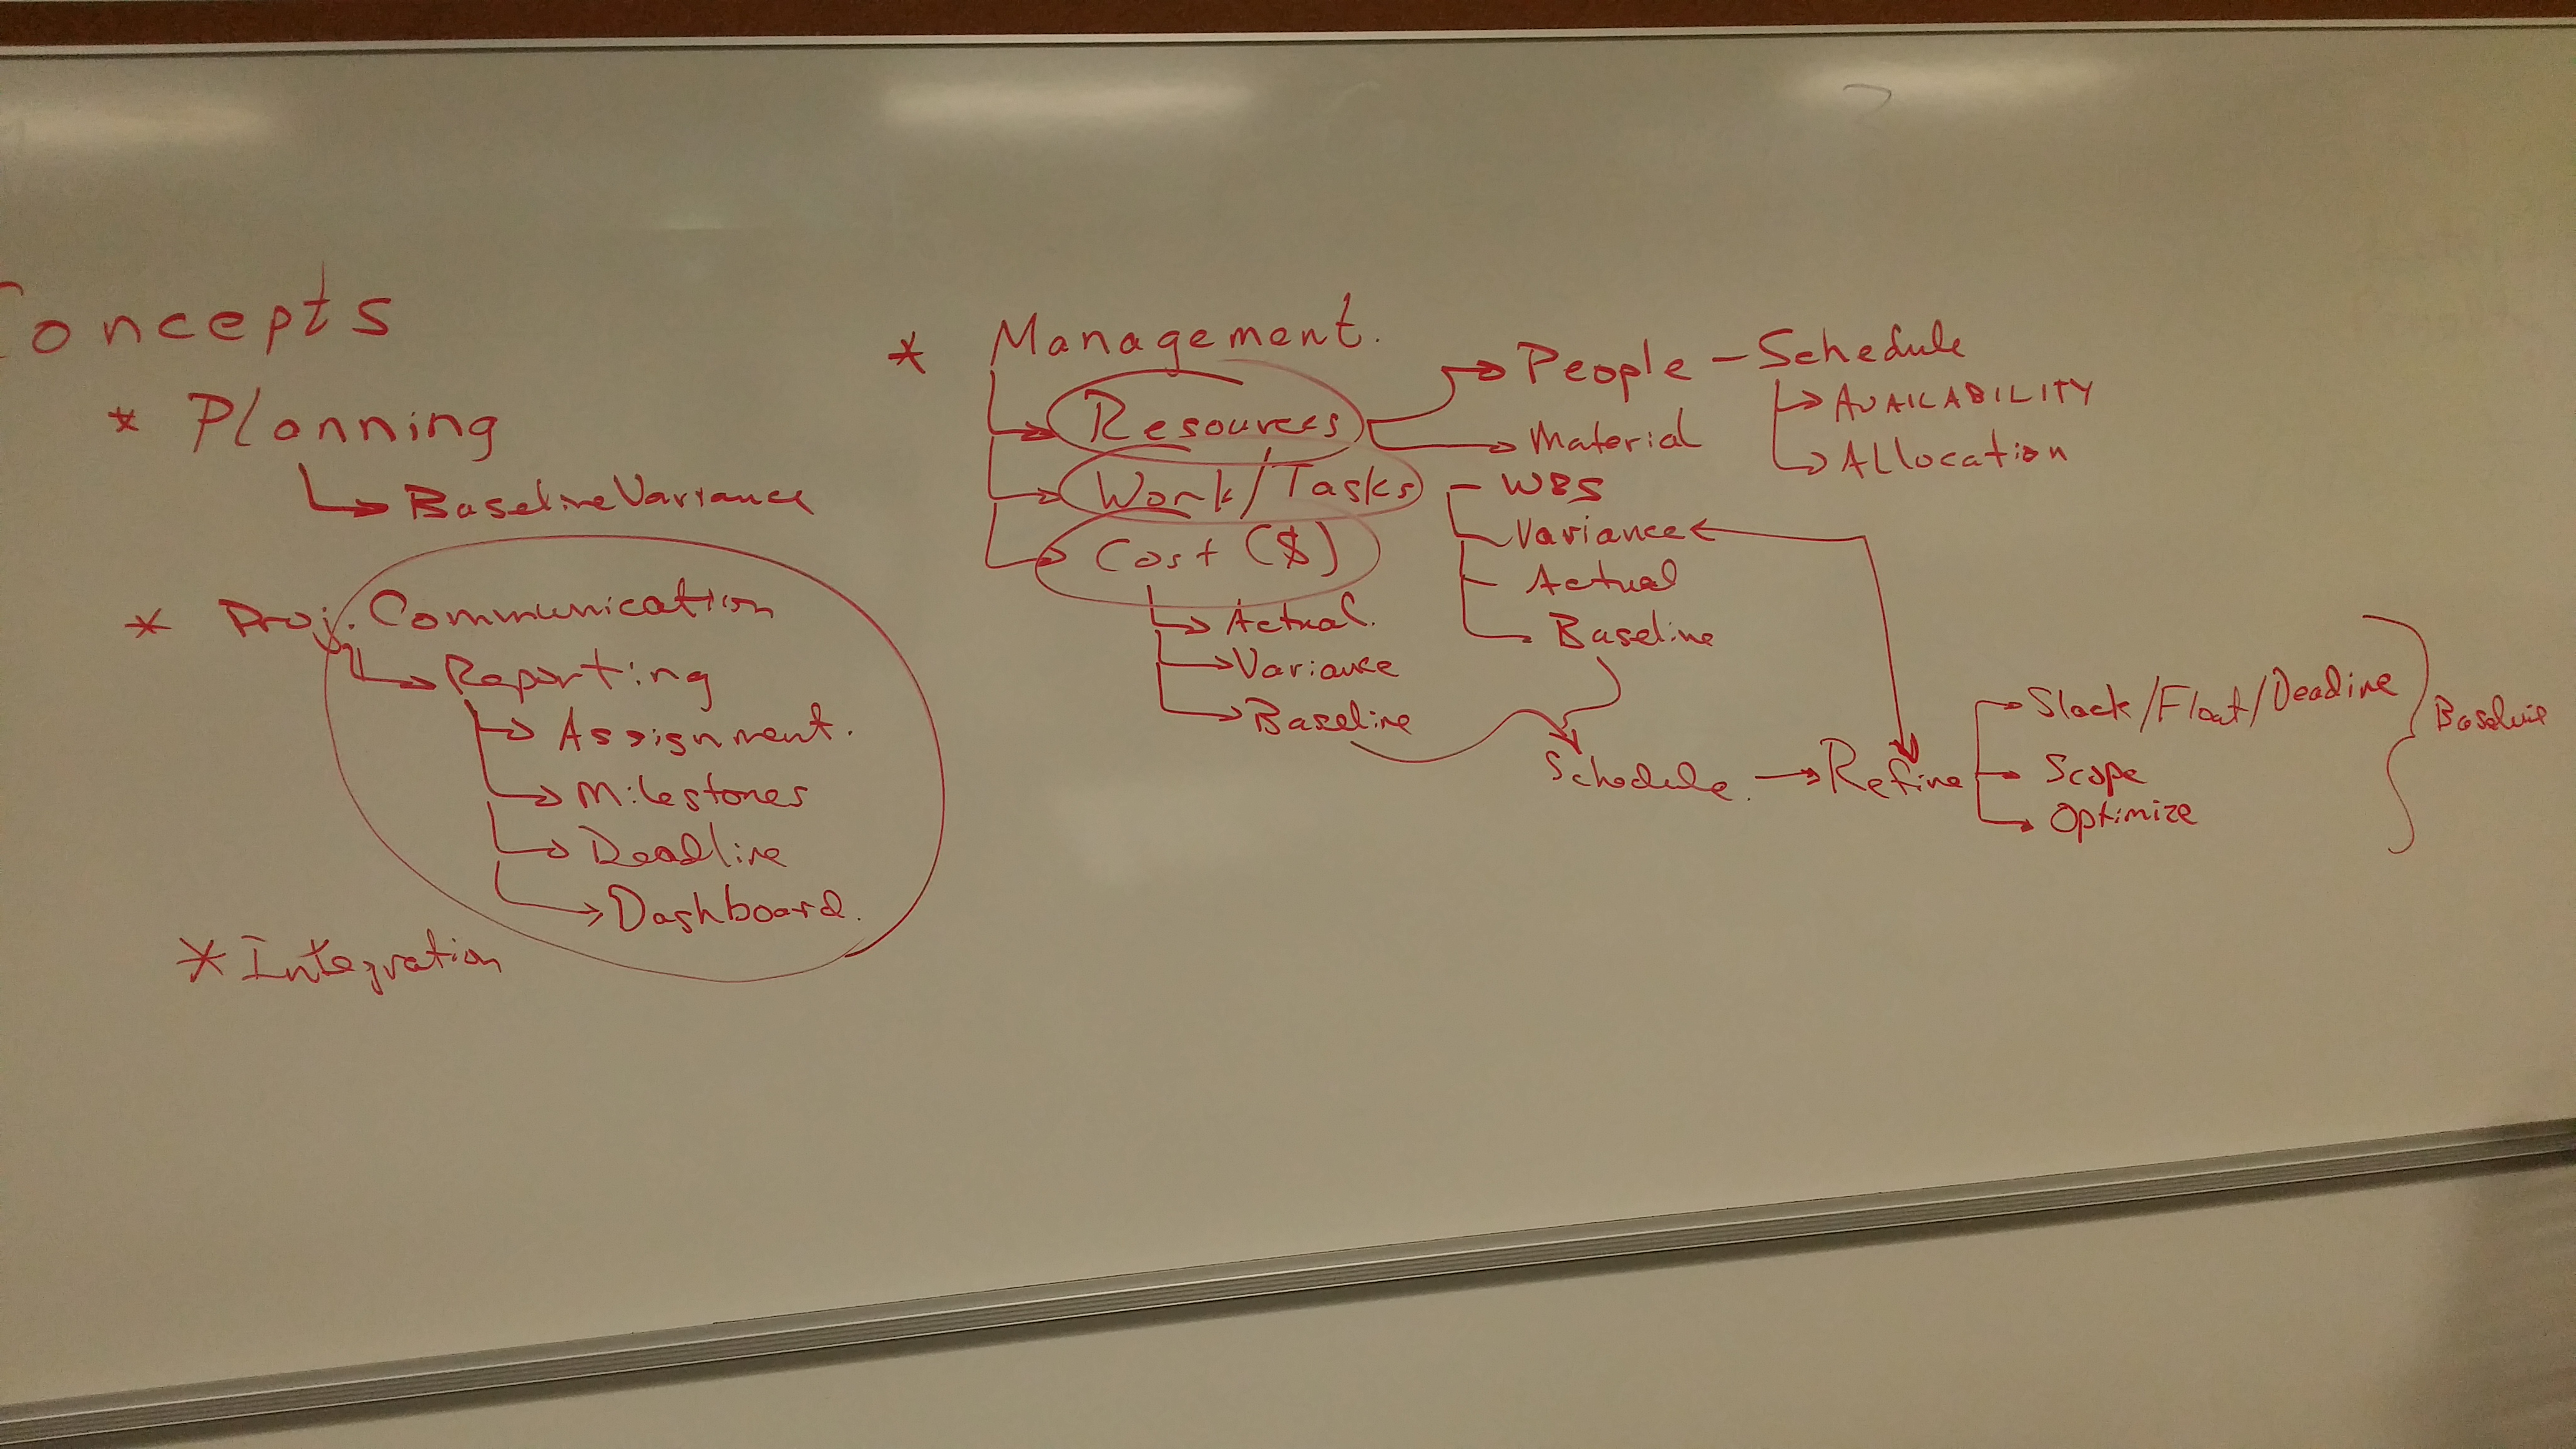 Concepts
* Planning
Baseline Variance
* Proj. Communication
Reporting
Assignment.
Milestones
Deadline
Dashboard.
* Integration
* Management.
Resources
People - Schedule
AVAILABILITY
Allocation
Material
Work/Tasks - WBS
Variance
Actual
Baseline
Cost ($)
Actual.
Variance
Baseline
Schedule. → Refine
Slack/Float/Deadline
Scope
Optimize
Baseline